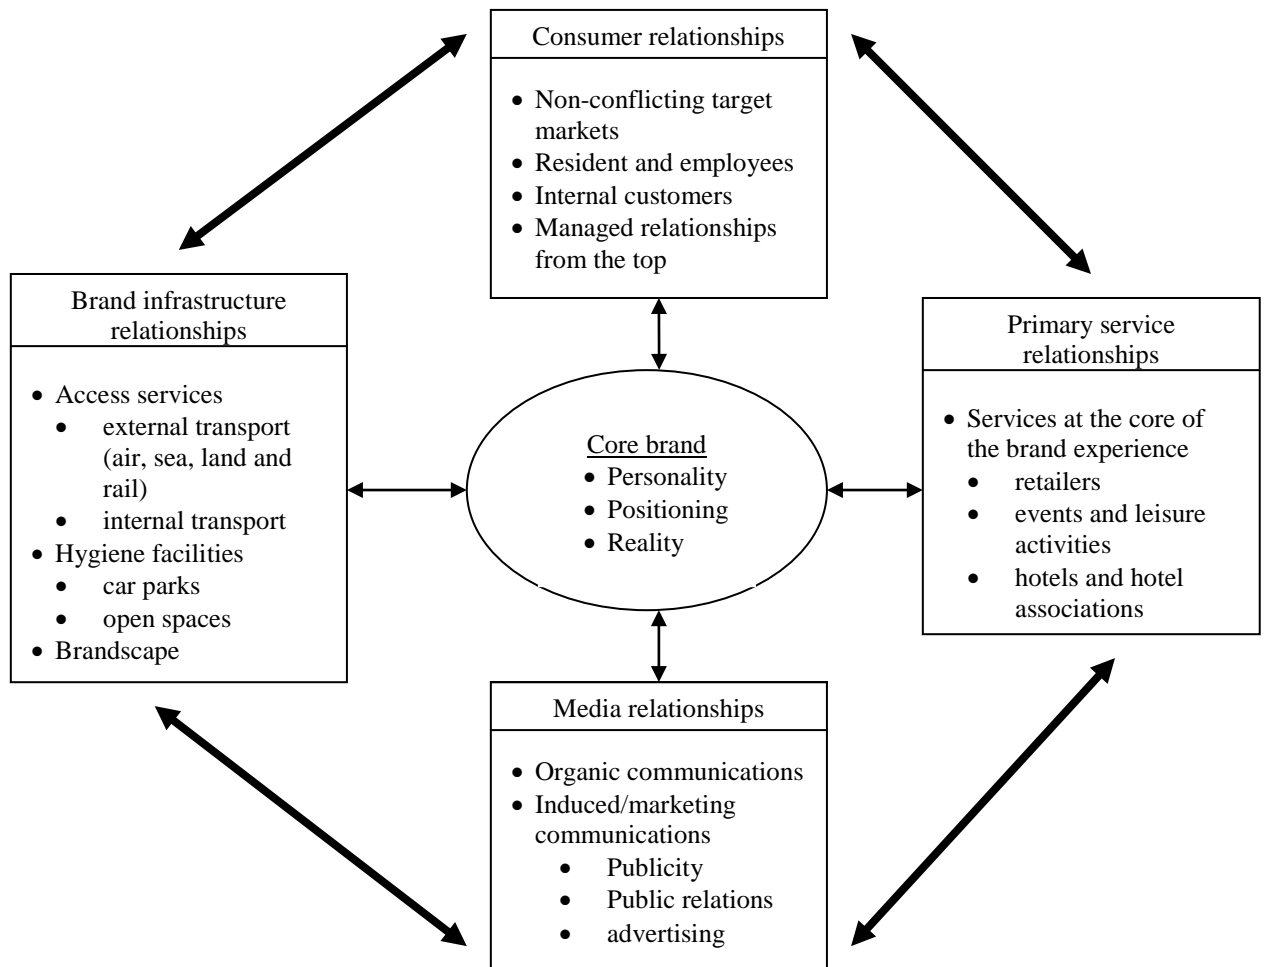 Consumer relationships
• Non-conflicting target
markets
• Resident and employees
• Internal customers
• Managed relationships
from the top
Brand infrastructure
relationships
• Access services
• external transport
(air, sea, land and
rail)
• internal transport
• Hygiene facilities
• car parks
• open spaces
• Brandscape
Core brand
• Personality
• Positioning
• Reality
Primary service
relationships
• Services at the core of
the brand experience
• retailers
• events and leisure
activities
• hotels and hotel
associations
Media relationships
• Organic communications
• Induced/marketing
communications
• Publicity
• Public relations
• advertising